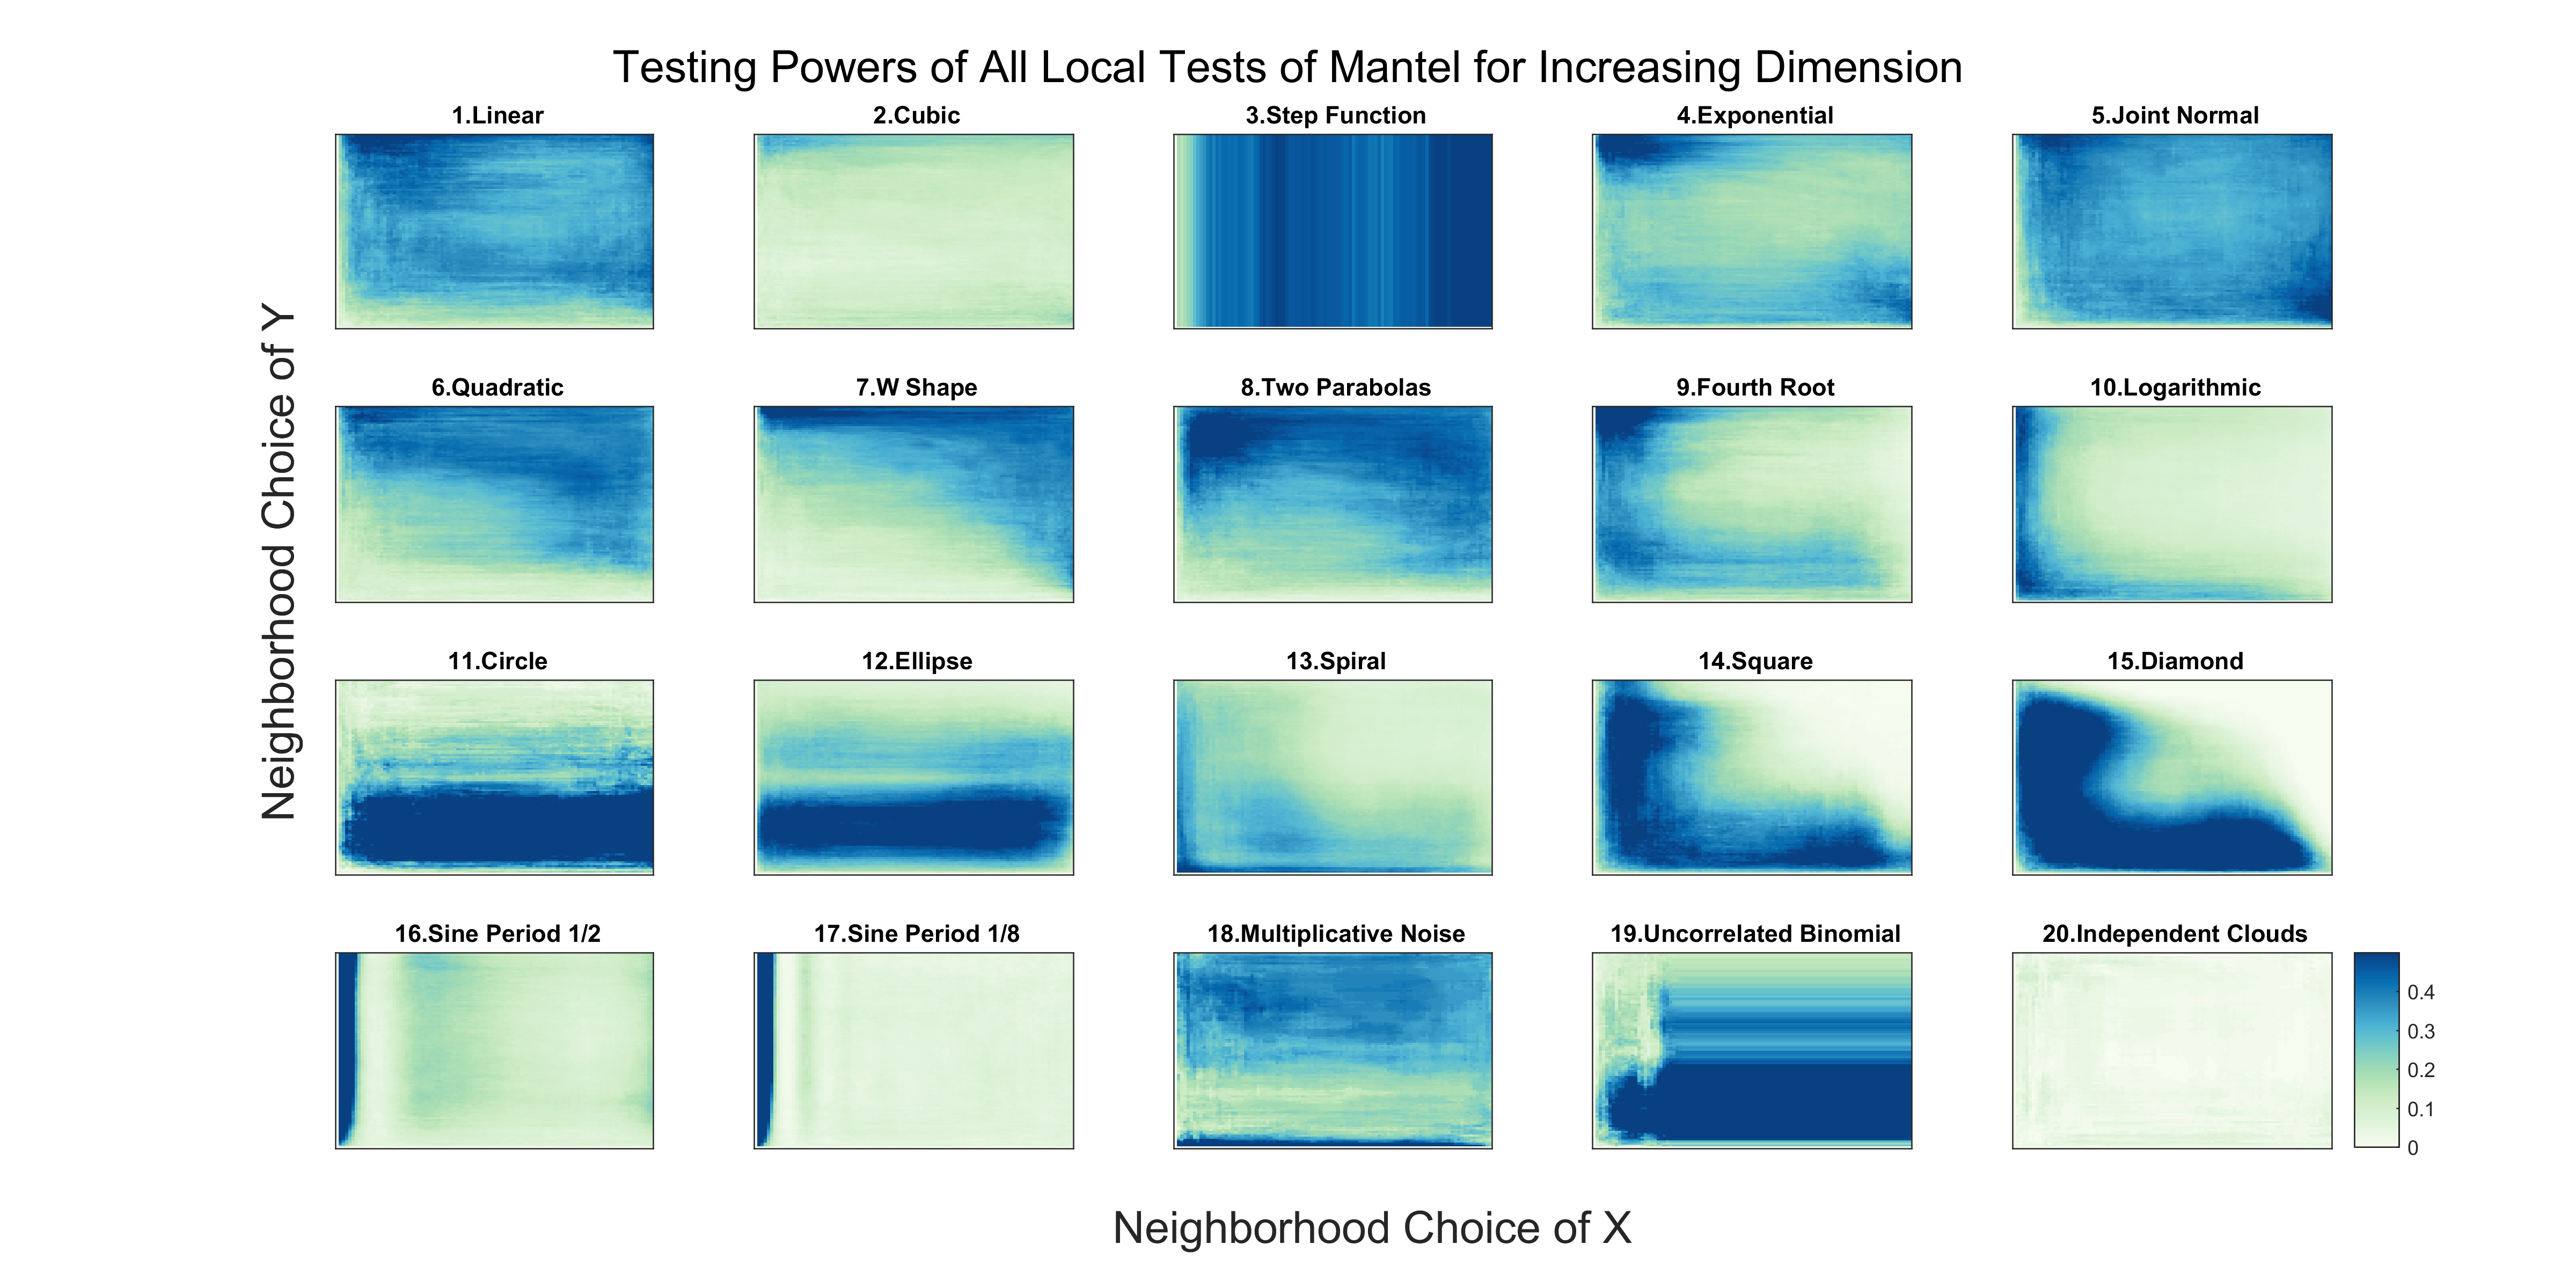 Testing Powers of All Local Tests of Mantel for Increasing Dimension
1.Linear
2.Cubic
3.Step Function
4.Exponential
5.Joint Normal
6.Quadratic
7.W Shape
8.Two Parabolas
9.Fourth Root
10.Logarithmic
11.Circle
12.Ellipse
13.Spiral
14.Square
15.Diamond
16.Sine Period 1/2
17.Sine Period 1/8
18.Multiplicative Noise
19.Uncorrelated Binomial
20.Independent Clouds
0.4
0.3
0.2
0.1
0
Neighborhood Choice of Y
Neighborhood Choice of X